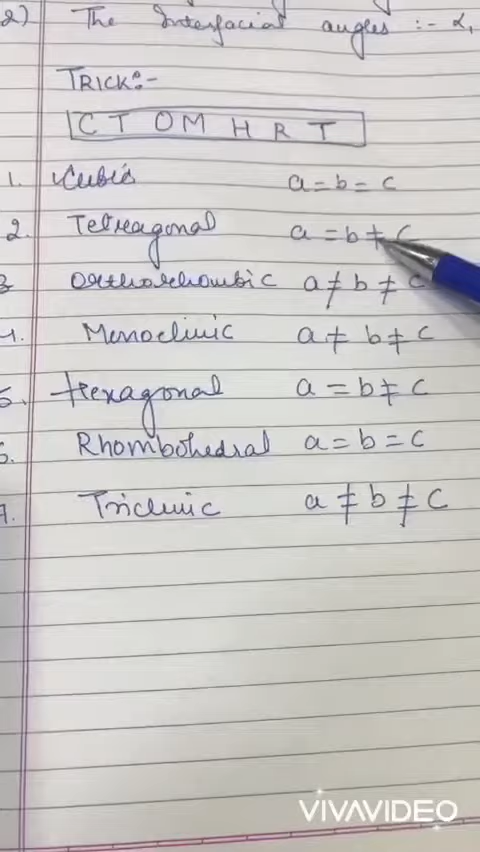 2) The Interfacial angles :- α,
TRICK:-
C T O M H R T
1. Cubic a = b = c
2. Tetragonal a = b ≠ c
3 Orthorhombic a ≠ b ≠ c
4. Monoclinic a ≠ b ≠ c
5. Hexagonal a = b ≠ c
6. Rhombohedral a = b = c
7. Triclinic a ≠ b ≠ c
VIVAVIDEO